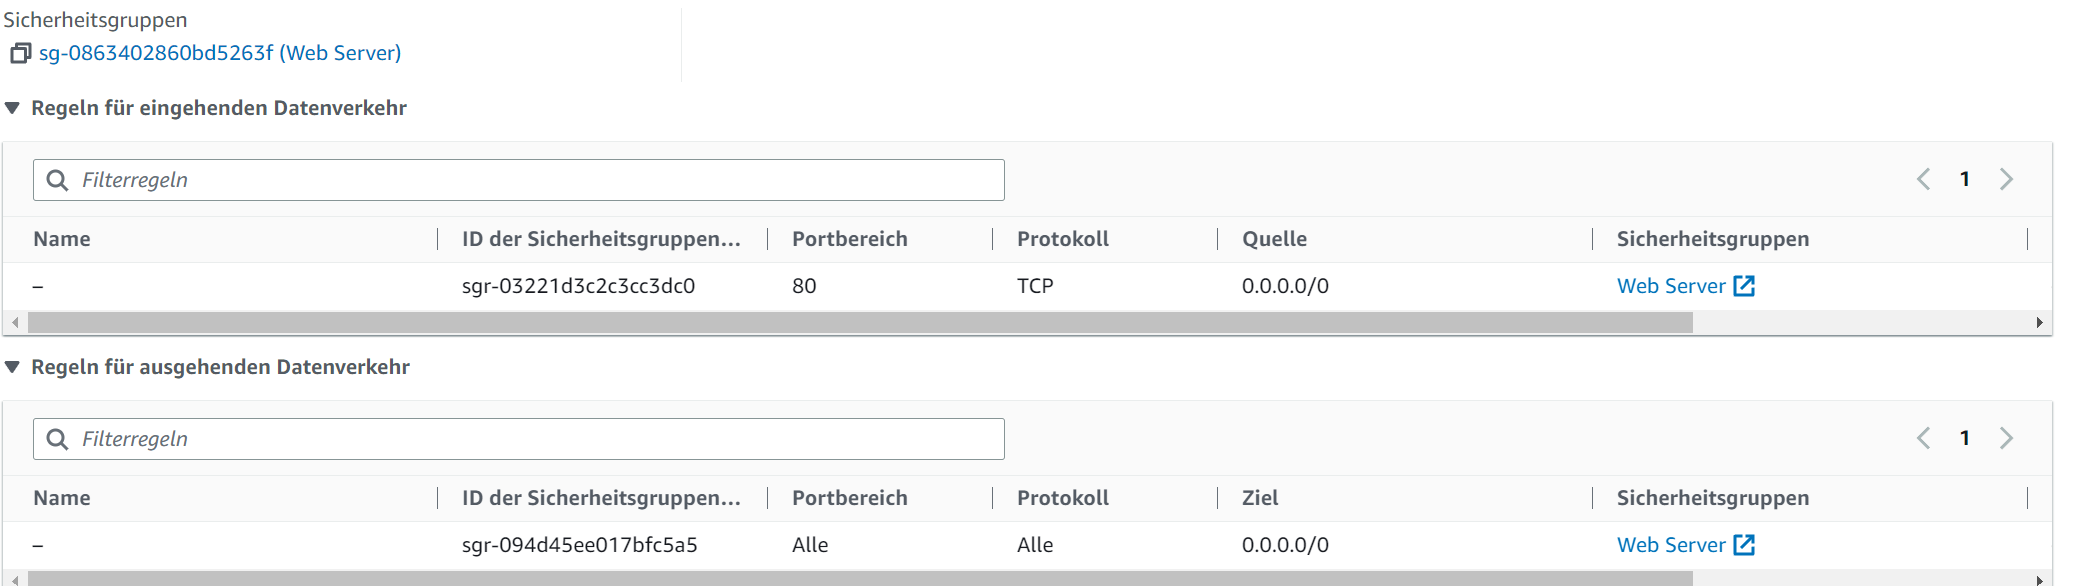 Sicherheitsgruppen
sg-0863402860bd5263f (Web Server)
Regeln für eingehenden Datenverkehr
Filterregeln
1
Name ID der Sicherheitsgruppen... Portbereich Protokoll Quelle Sicherheitsgruppen
– sgr-03221d3c2c3cc3dc0 80 TCP 0.0.0.0/0 Web Server
Regeln für ausgehenden Datenverkehr
Filterregeln
1
Name ID der Sicherheitsgruppen... Portbereich Protokoll Ziel Sicherheitsgruppen
– sgr-094d45ee017bfc5a5 Alle Alle 0.0.0.0/0 Web Server